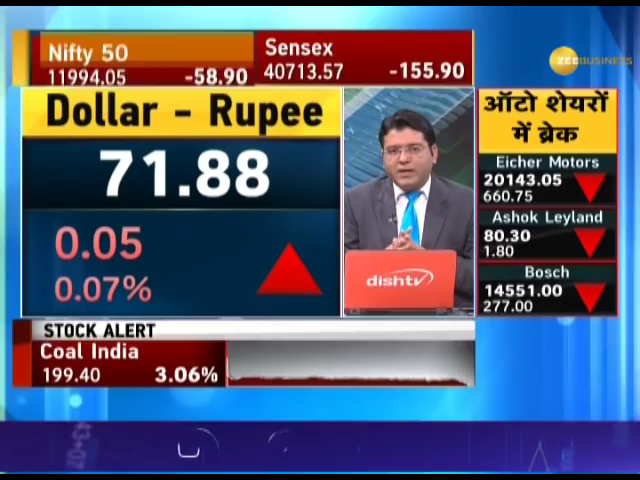 Nifty 50
11994.05 -58.90
Sensex
40713.57 -155.90
ZEEBUSINESS
Dollar - Rupee
71.88
0.05
0.07%
dishtv
ऑटो शेयरों
में ब्रेक
Eicher Motors
20143.05
660.75
Ashok Leyland
80.30
1.80
Bosch
14551.00
277.00
STOCK ALERT
Coal India
199.40 3.06%